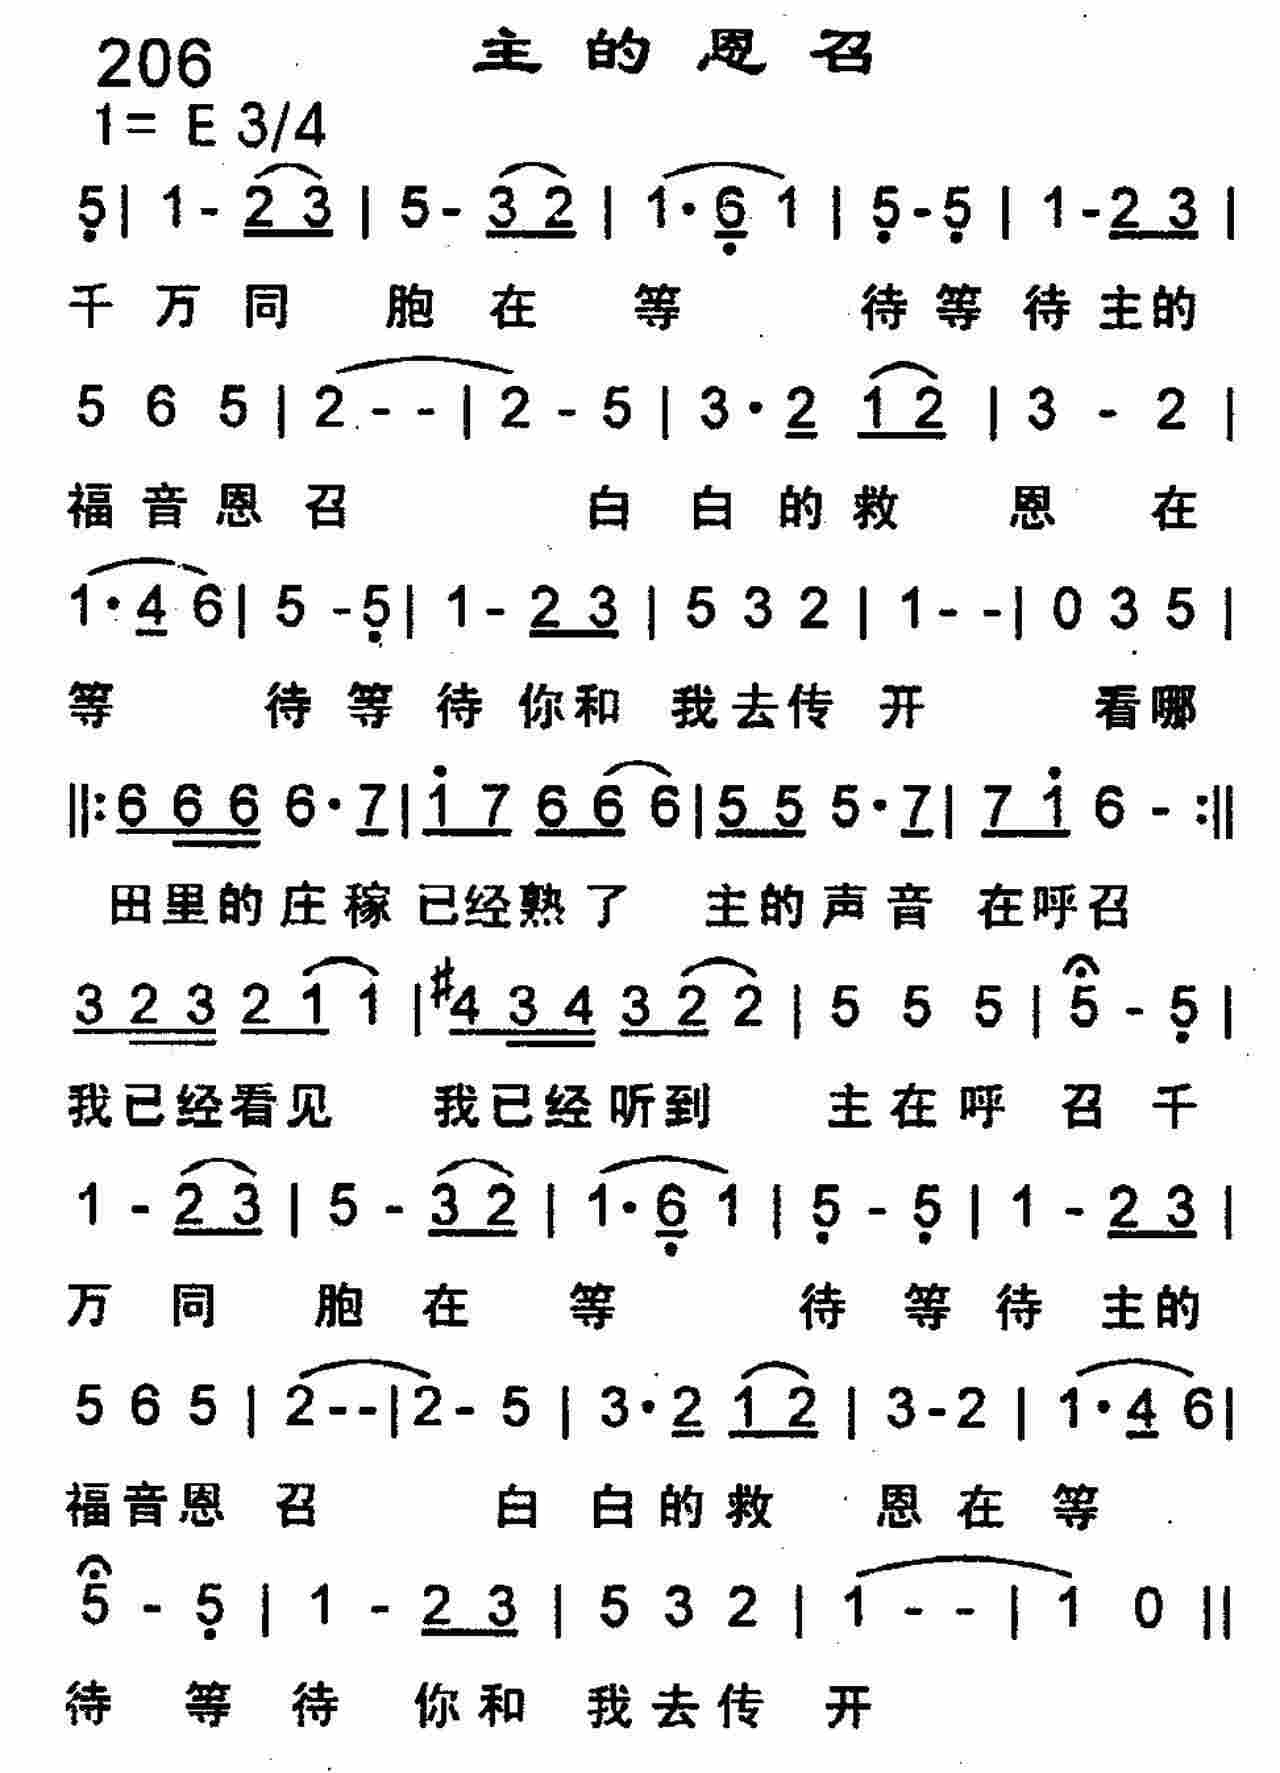 206 主的恩召
1= E 3/4
5̣ | 1 - 2 3 | 5 - 3 2 | 1· 6̣ 1 | 5̣ - 5̣ | 1 - 2 3 |
千万同胞在等待等待主的
5 6 5 | 2 - - | 2 - 5 | 3· 2 1 2 | 3 - 2 |
福音恩召白白的救恩在
1· 4 6 | 5 - 5̣ | 1 - 2 3 | 5 3 2 | 1 - - | 0 3 5 |
等待等待你和我去传开看哪
‖: 6 6 6 6· 7 | 1̇ 7 6 6 6 | 5 5 5· 7 | 7 1̇ 6 - :‖
田里的庄稼已经熟了主的声音在呼召
3 2 3 2 1 1 | #4 3 4 3 2 2 | 5 5 5 | 5 - 5̣ |
我已经看见我已经听到主在呼召千
1 - 2 3 | 5 - 3 2 | 1· 6̣ 1 | 5̣ - 5̣ | 1 - 2 3 |
万同胞在等待等待主的
5 6 5 | 2 - - | 2 - 5 | 3· 2 1 2 | 3 - 2 | 1· 4 6 |
福音恩召白白的救恩在等
5 - 5̣ | 1 - 2 3 | 5 3 2 | 1 - - | 1 0 ‖
待等待你和我去传开